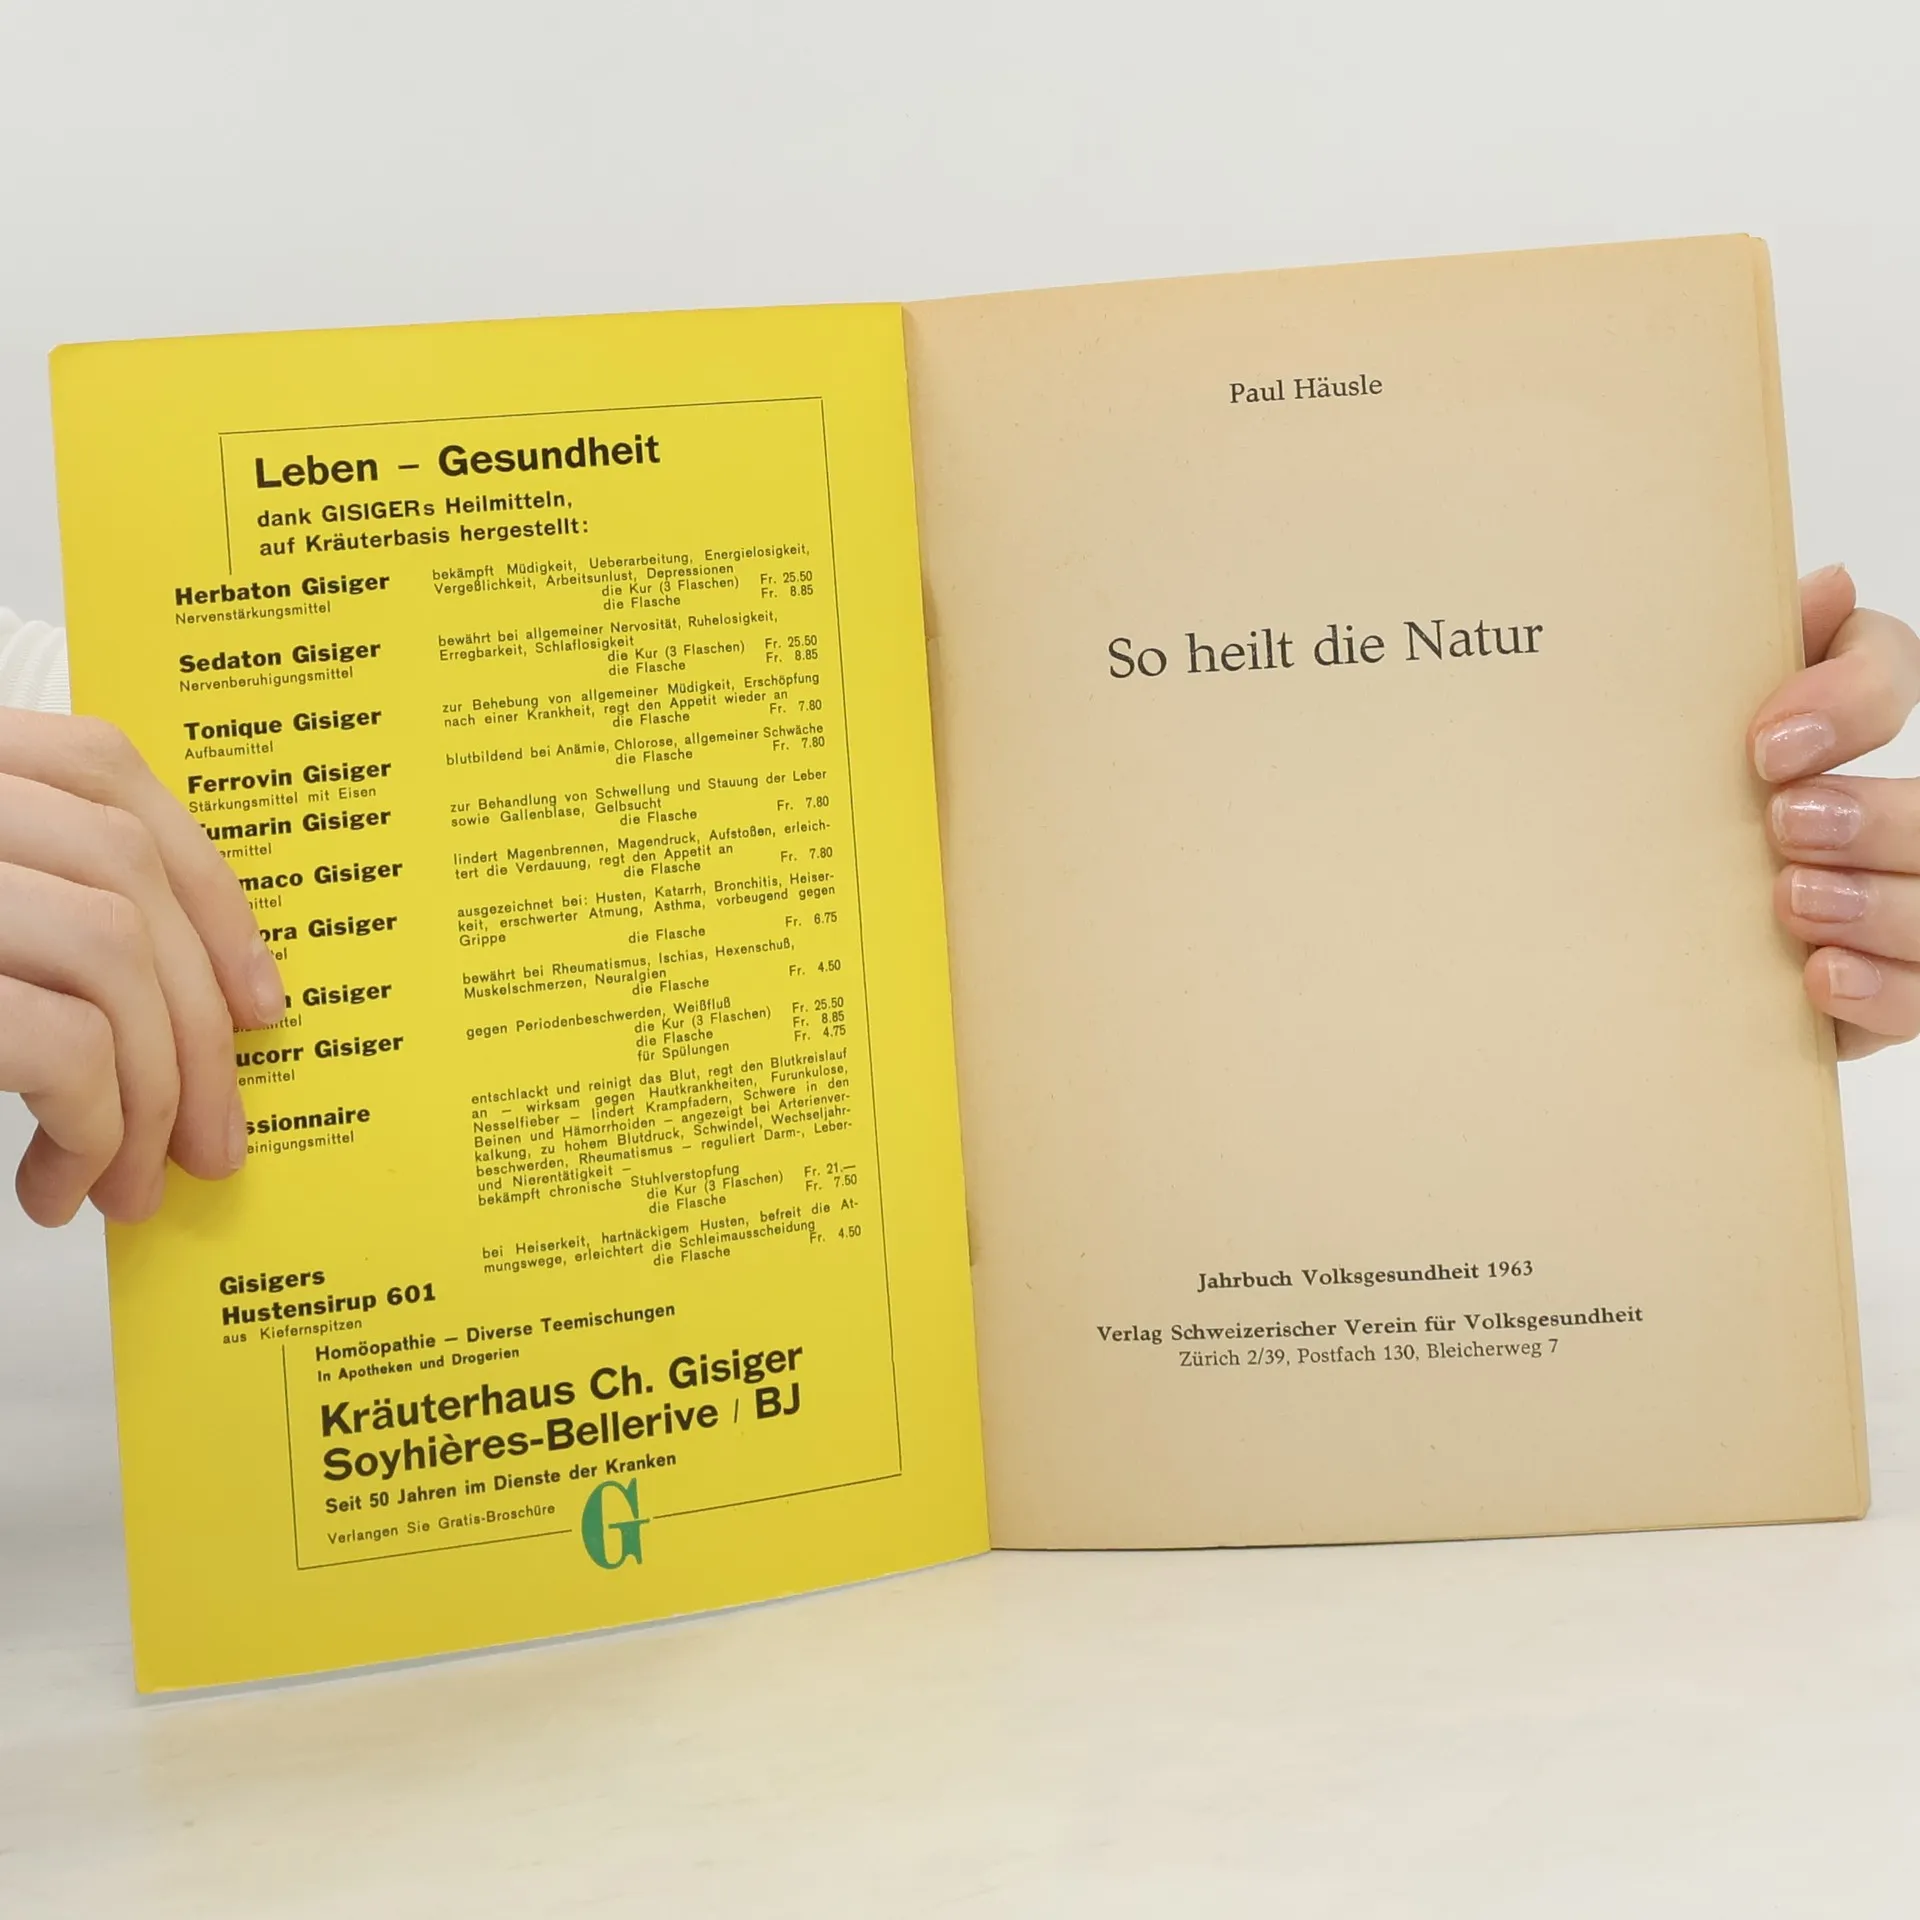 Leben – Gesundheit
dank GISIGERs Heilmitteln,
auf Kräuterbasis hergestellt:
Herbaton Gisiger
Nervenstärkungsmittel
bekämpft Müdigkeit, Ueberarbeitung, Energielosigkeit,
Vergeßlichkeit, Arbeitsunlust, Depressionen
die Kur (3 Flaschen) Fr. 25.50
die Flasche Fr. 8.85
Sedaton Gisiger
Nervenberuhigungsmittel
bewährt bei allgemeiner Nervosität, Ruhelosigkeit,
Erregbarkeit, Schlaflosigkeit
die Kur (3 Flaschen) Fr. 25.50
die Flasche Fr. 8.85
Tonique Gisiger
Aufbaumittel
zur Behebung von allgemeiner Müdigkeit, Erschöpfung
nach einer Krankheit, regt den Appetit wieder an
die Flasche Fr. 7.80
Ferrovin Gisiger
Stärkungsmittel mit Eisen
blutbildend bei Anämie, Chlorose, allgemeiner Schwäche
die Flasche Fr. 7.80
umarin Gisiger
ermittel
zur Behandlung von Schwellung und Stauung der Leber
sowie Gallenblase, Gelbsucht
die Flasche Fr. 7.80
maco Gisiger
ittel
lindert Magenbrennen, Magendruck, Aufstoßen, erleich-
tert die Verdauung, regt den Appetit an
die Flasche Fr. 7.80
ora Gisiger
tel
ausgezeichnet bei: Husten, Katarrh, Bronchitis, Heiser-
keit, erschwerter Atmung, Asthma, vorbeugend gegen
Grippe die Flasche Fr. 6.75
Gisiger
ittel
bewährt bei Rheumatismus, Ischias, Hexenschuß,
Muskelschmerzen, Neuralgien
die Flasche Fr. 4.50
ucorr Gisiger
enmittel
gegen Periodenbeschwerden, Weißfluß
die Kur (3 Flaschen) Fr. 25.50
die Flasche Fr. 8.85
für Spülungen Fr. 4.75
ssionnaire
einigungsmittel
entschlackt und reinigt das Blut, regt den Blutkreislauf
an – wirksam gegen Hautkrankheiten, Furunkulose,
Nesselfieber – lindert Krampfadern, Schwere in den
Beinen und Hämorrhoiden – angezeigt bei Arterienver-
kalkung, zu hohem Blutdruck, Schwindel, Wechseljahr-
beschwerden, Rheumatismus – reguliert Darm-, Leber-
und Nierentätigkeit –
bekämpft chronische Stuhlverstopfung
die Kur (3 Flaschen) Fr. 21.—
die Flasche Fr. 7.50
Gisigers
Hustensirup 601
aus Kiefernspitzen
bei Heiserkeit, hartnäckigem Husten, befreit die At-
mungswege, erleichtert die Schleimausscheidung
die Flasche Fr. 4.50
Homöopathie – Diverse Teemischungen
In Apotheken und Drogerien
Kräuterhaus Ch. Gisiger
Soyhières-Bellerive / BJ
Seit 50 Jahren im Dienste der Kranken
Verlangen Sie Gratis-Broschüre
G
Paul Häusle
So heilt die Natur
Jahrbuch Volksgesundheit 1963
Verlag Schweizerischer Verein für Volksgesundheit
Zürich 2/39, Postfach 130, Bleicherweg 7